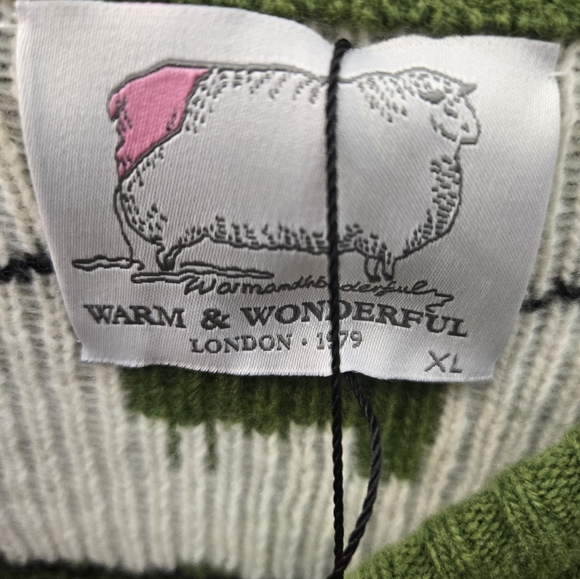 Warmandwonderful
WARM & WONDERFUL
LONDON · 1979
XL